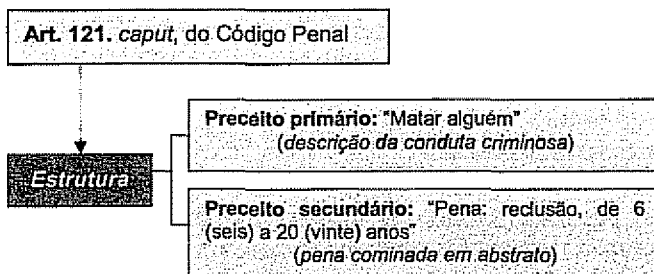 Art. 121. caput, do Código Penal
Estrutura
Preceito primário: "Matar alguém"
(descrição da conduta criminosa)
Preceito secundário: "Pena: reclusão, de 6
(seis) a 20 (vinte) anos"
(pena cominada em abstrato)